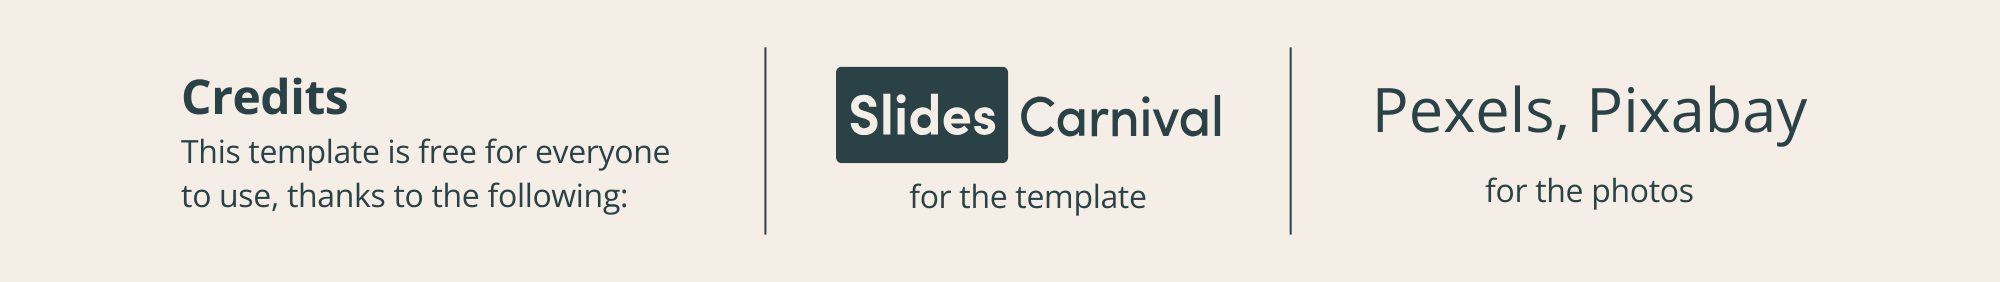 Credits
This template is free for everyone
to use, thanks to the following:
Slides Carnival
for the template
Pexels, Pixabay
for the photos